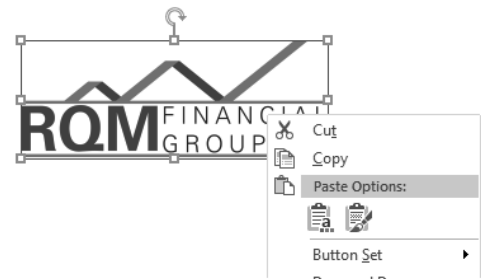 RQM FINANCIAL
GROUP
Cut
Copy
Paste Options:
a
Button Set